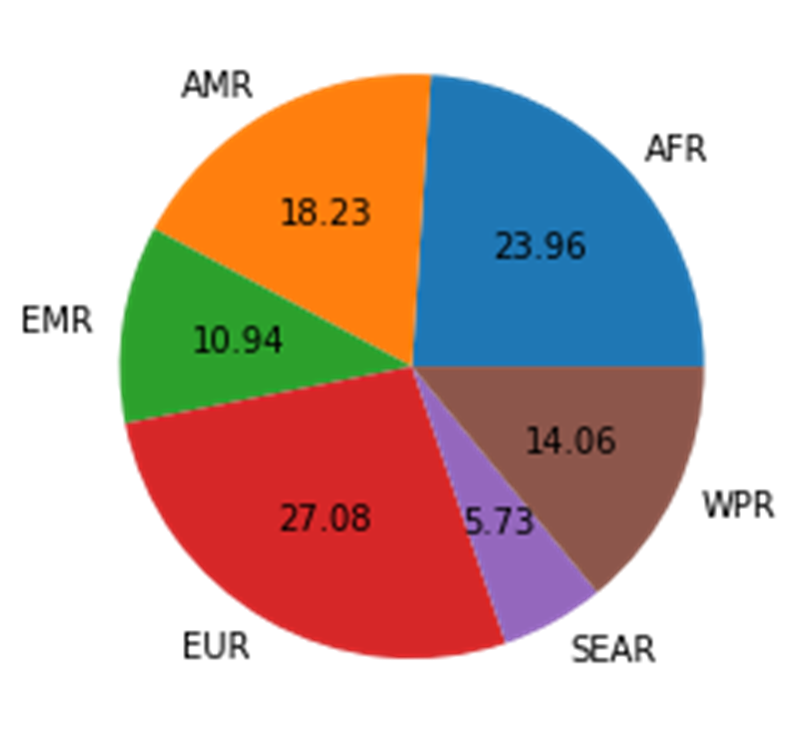 AMR
AFR
18.23
23.96
EMR
10.94
14.06
WPR
27.08
5.73
EUR
SEAR